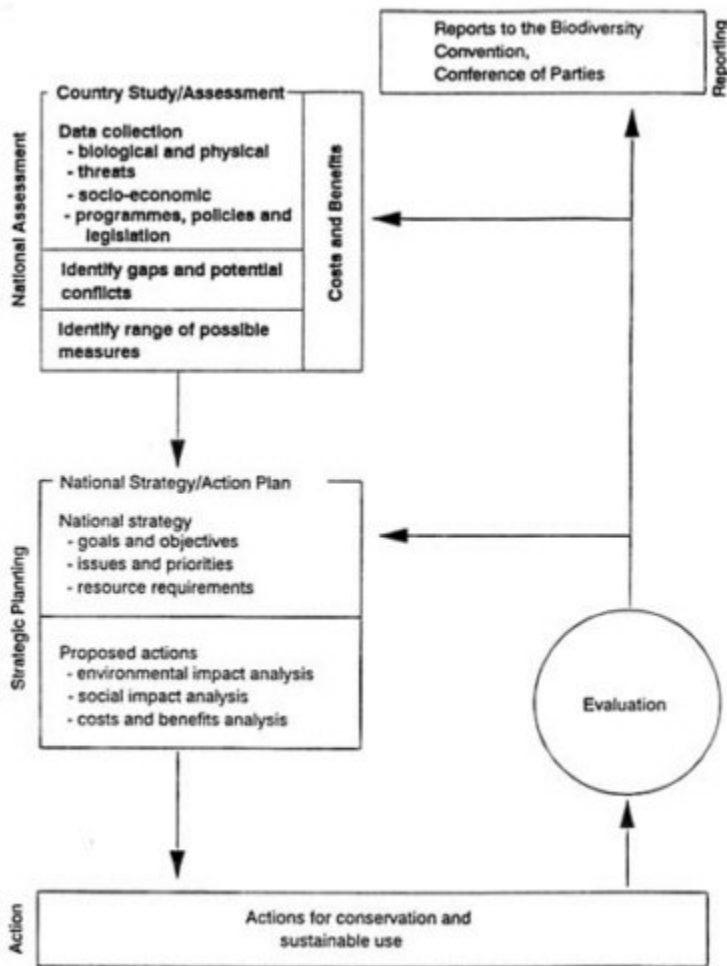 Reports to the Biodiversity
Convention,
Conference of Parties
Reporting
Country Study/Assessment
Data collection
- biological and physical
- threats
- socio-economic
- programmes, policies and
legislation
Identify gaps and potential
conflicts
Identify range of possible
measures
Costs and Benefits
National Assessment
National Strategy/Action Plan
National strategy
- goals and objectives
- issues and priorities
- resource requirements
Proposed actions
- environmental impact analysis
- social impact analysis
- costs and benefits analysis
Strategic Planning
Evaluation
Actions for conservation and
sustainable use
Action